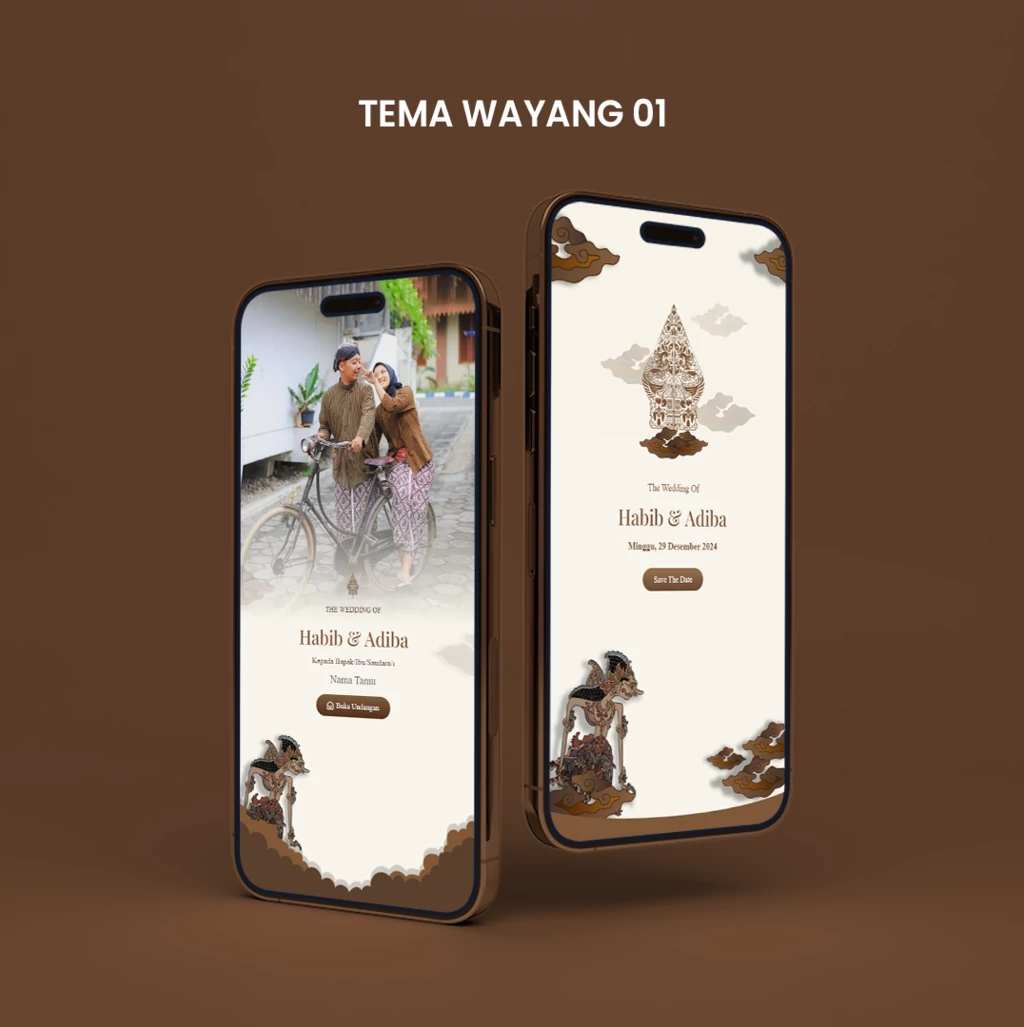 TEMA WAYANG 01
THE WEDDING OF
Habib & Adiba
Kepada Bapak/Ibu/Saudara/i
Nama Tamu
Buka Undangan
The Wedding Of
Habib & Adiba
Minggu, 29 Desember 2024
Save The Date